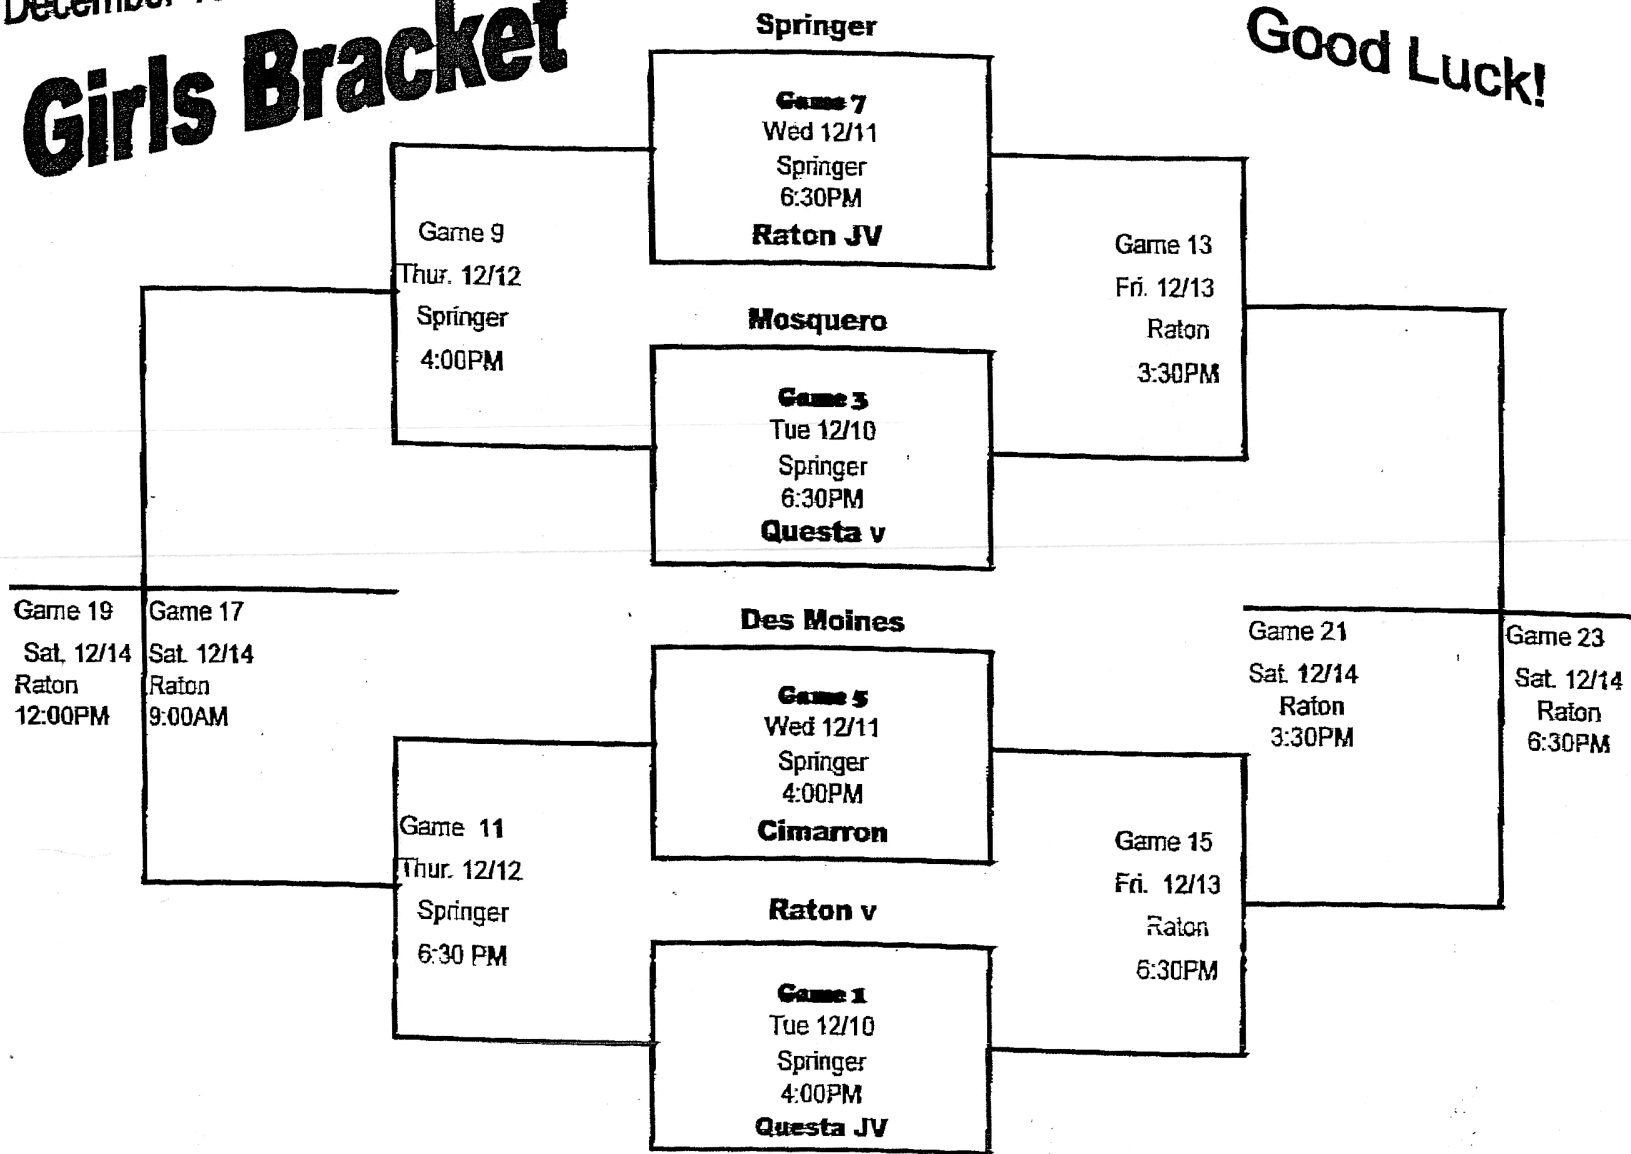 December
Girls Bracket
Good Luck!
Springer
Game 7
Wed 12/11
Springer
6:30PM
Raton JV
Game 9
Thur. 12/12
Springer
4:00PM
Game 13
Fri. 12/13
Raton
3:30PM
Mosquero
Game 3
Tue 12/10
Springer
6:30PM
Questa v
Game 19
Sat. 12/14
Raton
12:00PM
Game 17
Sat. 12/14
Raton
9:00AM
Des Moines
Game 5
Wed 12/11
Springer
4:00PM
Cimarron
Game 21
Sat. 12/14
Raton
3:30PM
Game 23
Sat. 12/14
Raton
6:30PM
Game 11
Thur. 12/12
Springer
6:30 PM
Game 15
Fri. 12/13
Raton
6:30PM
Raton v
Game 1
Tue 12/10
Springer
4:00PM
Questa JV